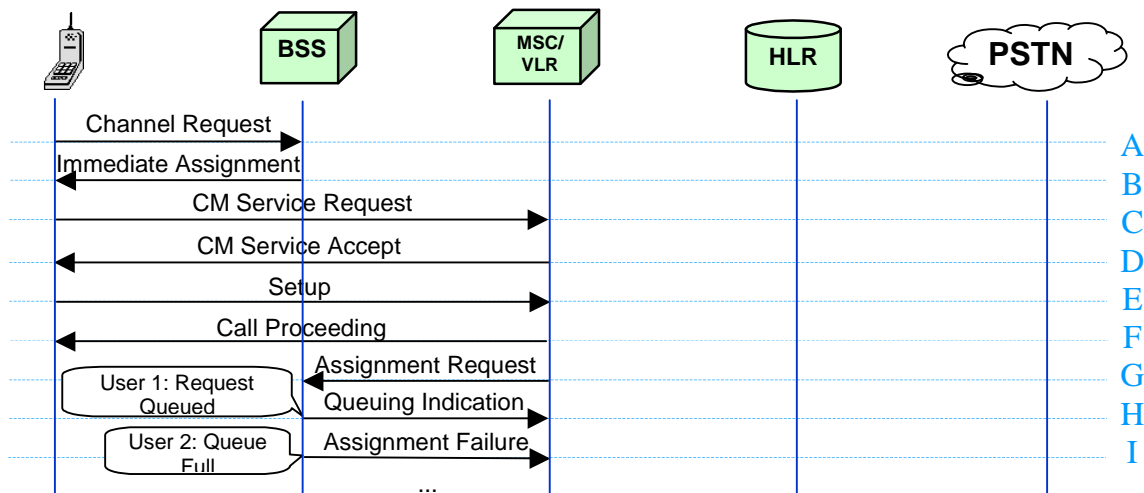 BSS
MSC/
VLR
HLR
PSTN
Channel Request
A
Immediate Assignment
B
CM Service Request
C
CM Service Accept
D
Setup
E
Call Proceeding
F
Assignment Request
G
User 1: Request
Queued
Queuing Indication
H
User 2: Queue
Full
Assignment Failure
I
...